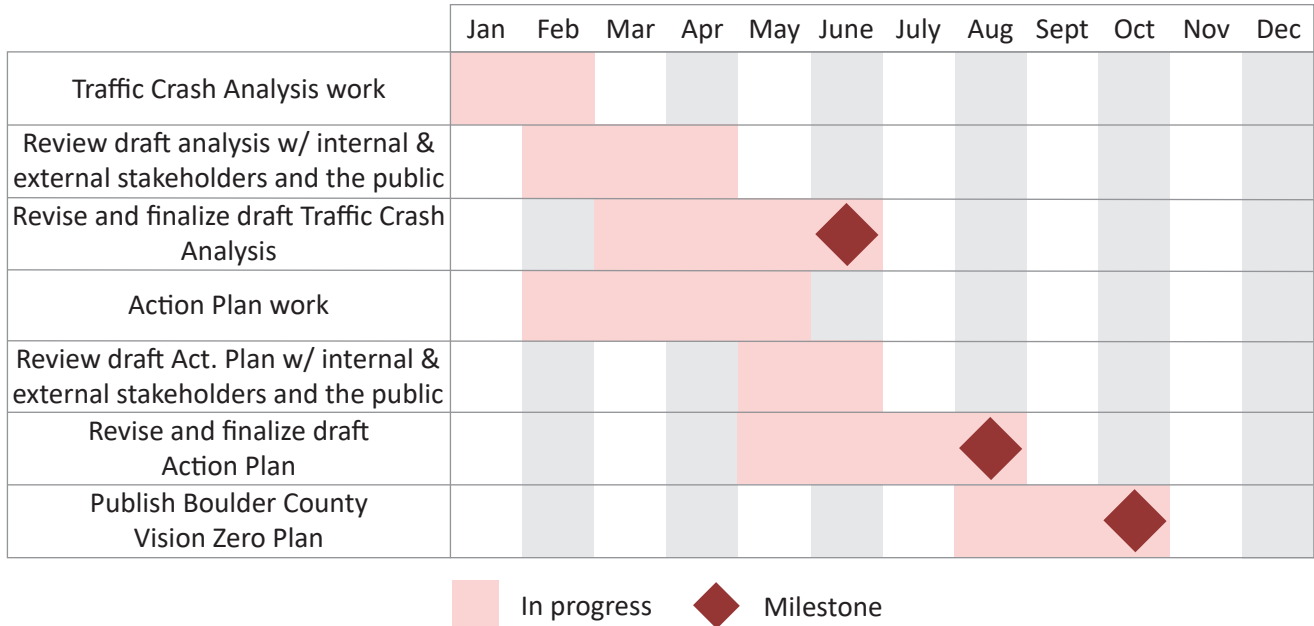 Jan Feb Mar Apr May June July Aug Sept Oct Nov Dec
Traffic Crash Analysis work
Review draft analysis w/ internal &
external stakeholders and the public
Revise and finalize draft Traffic Crash
Analysis
Action Plan work
Review draft Act. Plan w/ internal &
external stakeholders and the public
Revise and finalize draft
Action Plan
Publish Boulder County
Vision Zero Plan
In progress Milestone